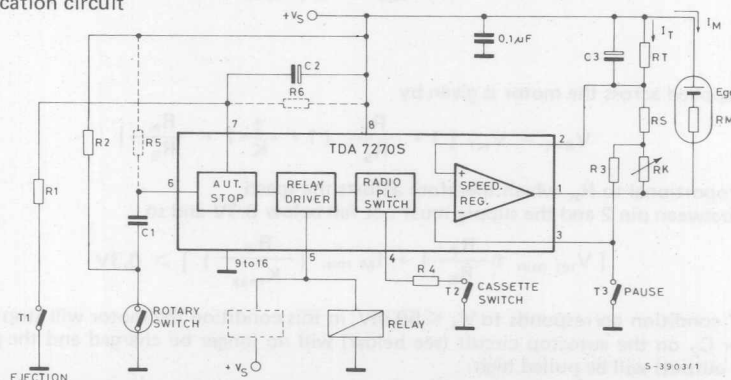 cation circuit
+VS
IT
IM
0,1µF
C3
RT
C2
R6
Eg
RM
7
8
TDA 7270S
2
RS
R2
R5
R3
RK
R1
6
AUT. STOP
RELAY DRIVER
RADIO PL. SWITCH
+
SPEED. REG.
1
C1
3
9 to 16
5
R4
T1
ROTARY SWITCH
RELAY
T2
CASSETTE SWITCH
T3
PAUSE
+VS
S-3903/1
EJECTION